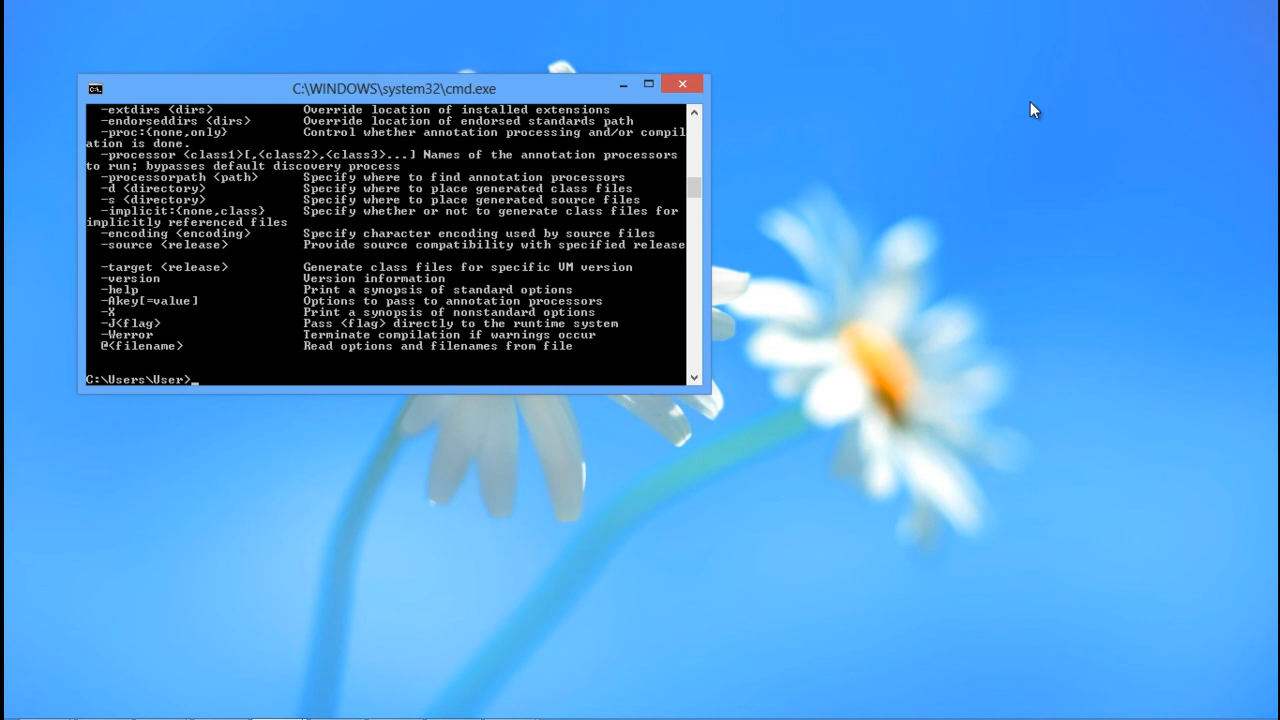 C:\WINDOWS\system32\cmd.exe
-extdirs <dirs> Override location of installed extensions
-endorseddirs <dirs> Override location of endorsed standards path
-proc:{none,only} Control whether annotation processing and/or compil
ation is done.
-processor <class1>[,<class2>,<class3>...] Names of the annotation processors
to run; bypasses default discovery process
-processorpath <path> Specify where to find annotation processors
-d <directory> Specify where to place generated class files
-s <directory> Specify where to place generated source files
-implicit:{none,class} Specify whether or not to generate class files for
implicitly referenced files
-encoding <encoding> Specify character encoding used by source files
-source <release> Provide source compatibility with specified release
-target <release> Generate class files for specific VM version
-version Version information
-help Print a synopsis of standard options
-Akey[=value] Options to pass to annotation processors
-X Print a synopsis of nonstandard options
-J<flag> Pass <flag> directly to the runtime system
-Werror Terminate compilation if warnings occur
@<filename> Read options and filenames from file
C:\Users\User>_